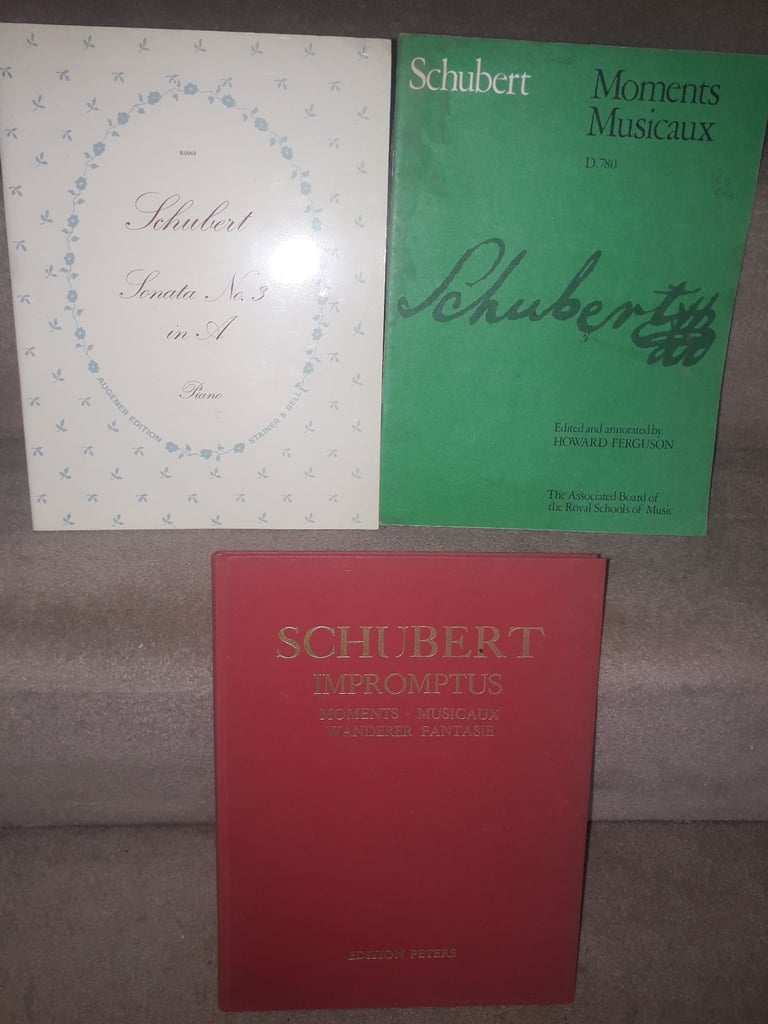 R0969
Schubert
Sonata No. 3
in A
Piano
AUGENER EDITION
STAINER & BELL
Schubert
Moments
Musicaux
D.780
Schubert
Edited and annotated by
HOWARD FERGUSON
The Associated Board of
the Royal Schools of Music
SCHUBERT
IMPROMPTUS
MOMENTS - MUSICAUX
WANDERER FANTASIE
EDITION PETERS